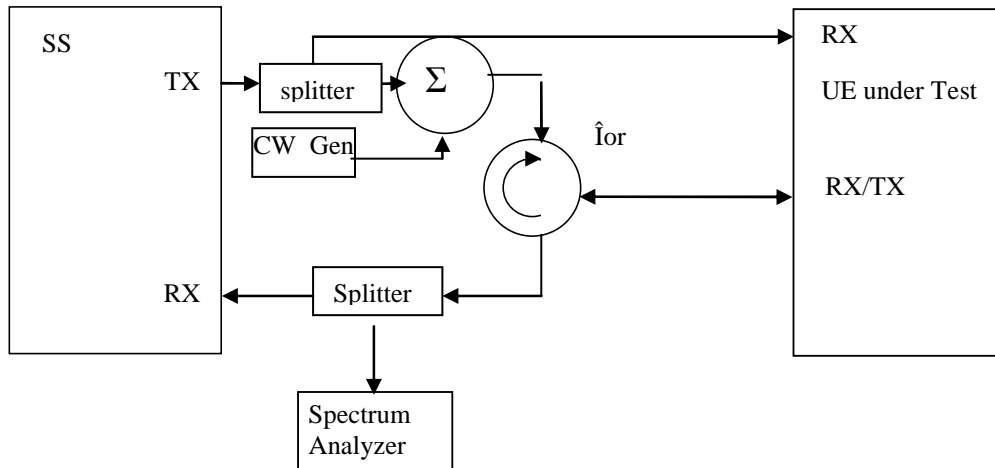 SS
TX
splitter
Σ
CW Gen
RX
UE under Test
Îor
RX/TX
RX
Splitter
Spectrum
Analyzer